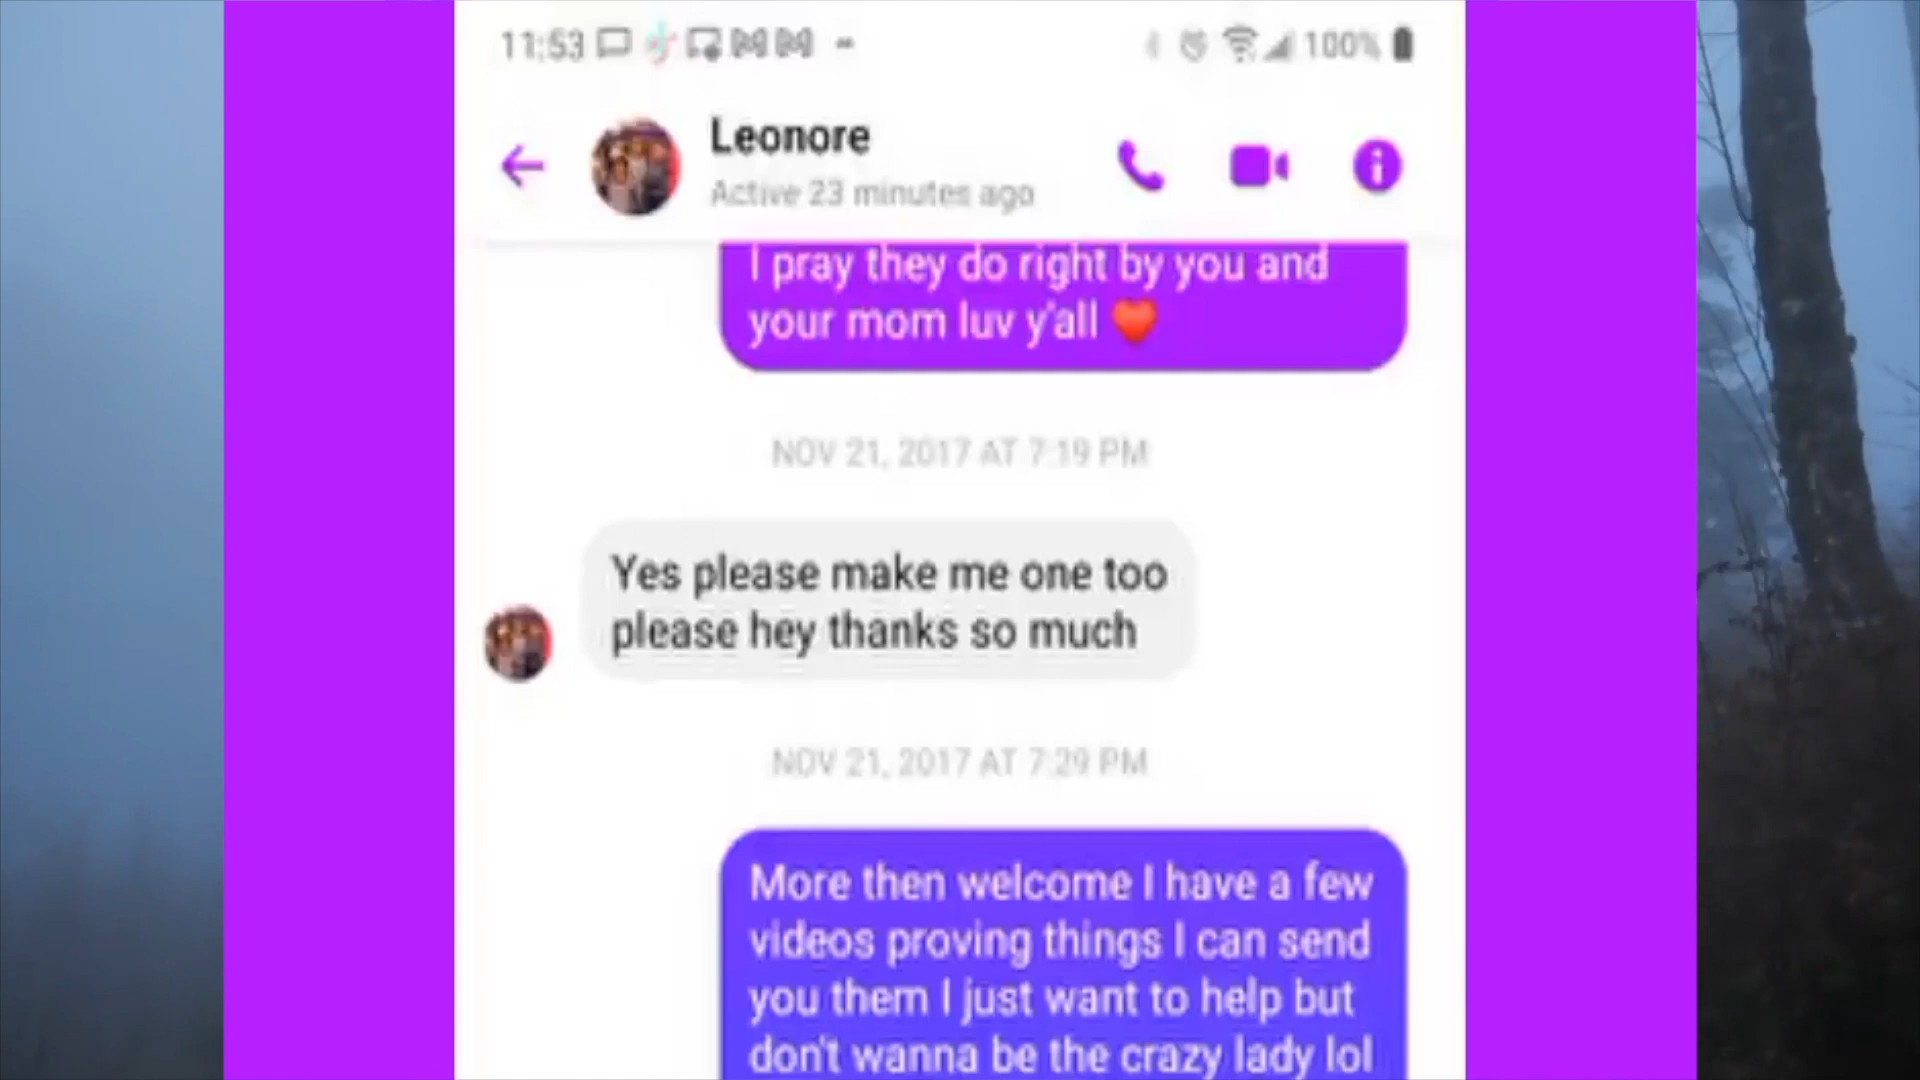 11:53
100%
Leonore
Active 23 minutes ago
I pray they do right by you and
your mom luv y'all ❤️
NOV 21, 2017 AT 7:19 PM
Yes please make me one too
please hey thanks so much
NOV 21, 2017 AT 7:29 PM
More then welcome I have a few
videos proving things I can send
you them I just want to help but
don't wanna be the crazy lady lol